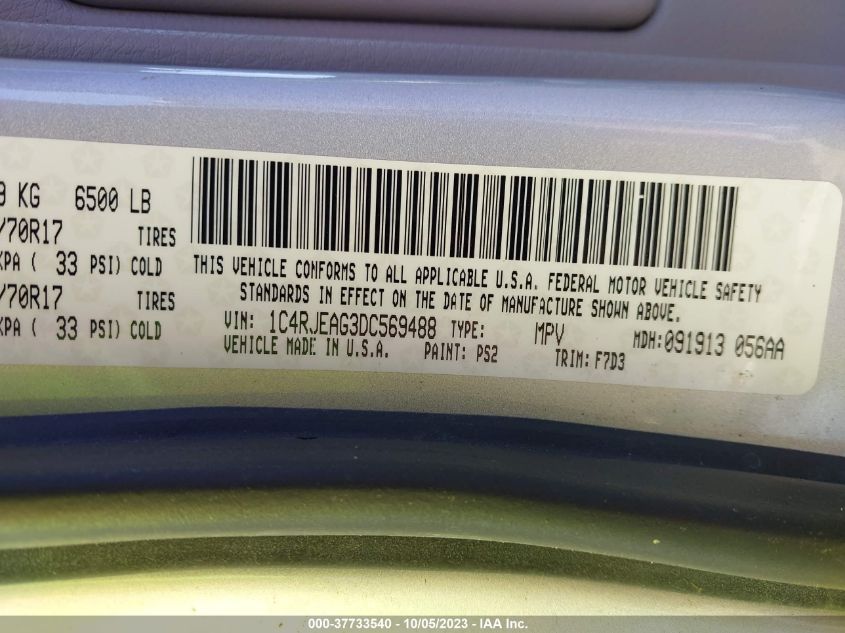 KG 6500 LB
/70R17 TIRES
KPA ( 33 PSI) COLD
/70R17 TIRES
KPA ( 33 PSI) COLD
THIS VEHICLE CONFORMS TO ALL APPLICABLE U.S.A. FEDERAL MOTOR VEHICLE SAFETY
STANDARDS IN EFFECT ON THE DATE OF MANUFACTURE SHOWN ABOVE.
VIN: 1C4RJEAG3DC569488 TYPE: MPV MDH:091913 056AA
VEHICLE MADE IN U.S.A. PAINT: PS2 TRIM: F7D3
000-37733540 - 10/05/2023 - IAA Inc.